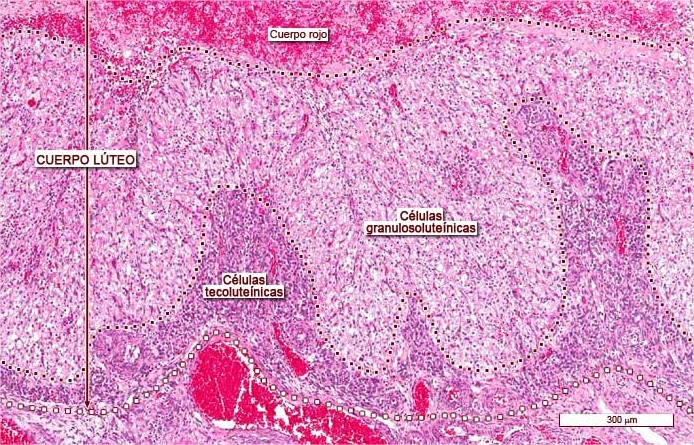 Cuerpo rojo
CUERPO LÚTEO
Células
granulosoluteínicas
Células
tecoluteínicas
300 µm